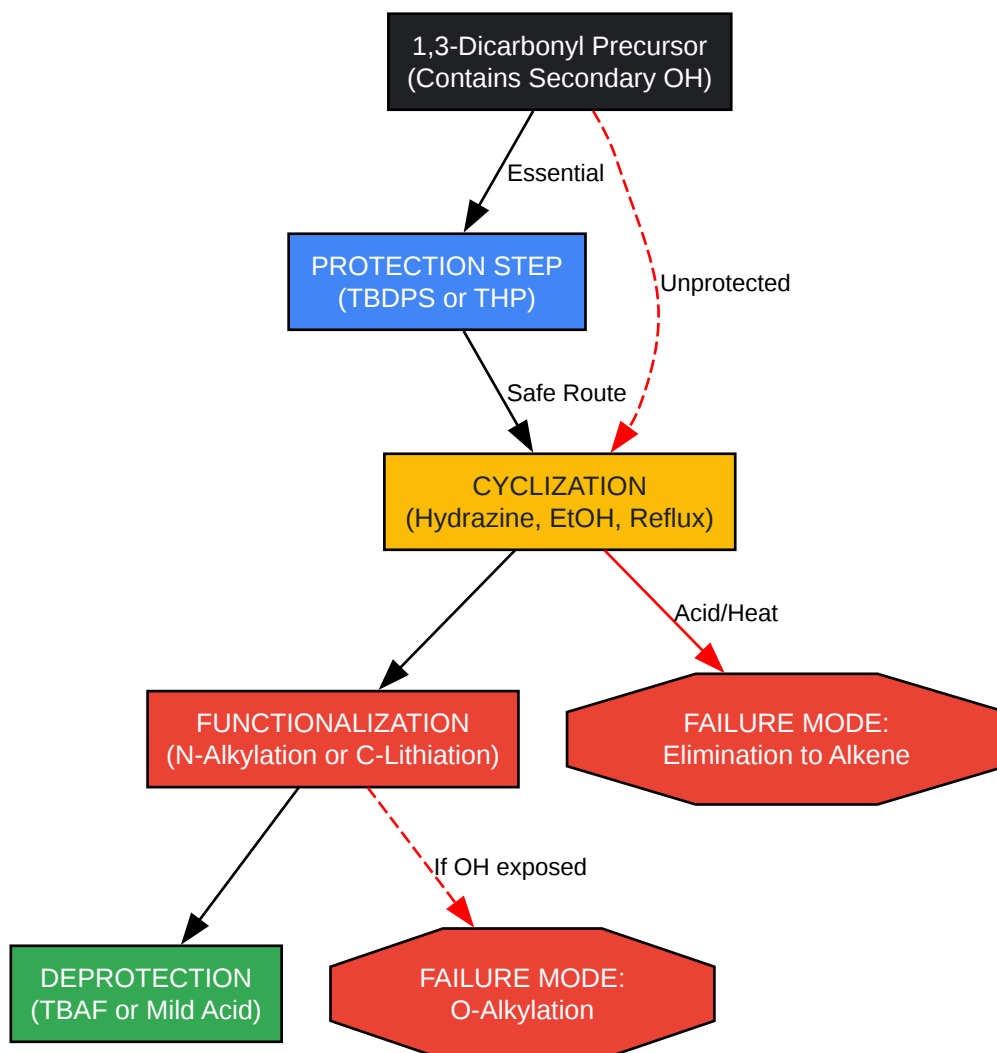 1,3-Dicarbonyl Precursor
(Contains Secondary OH)
Essential
PROTECTION STEP
(TBDPS or THP)
Unprotected
Safe Route
CYCLIZATION
(Hydrazine, EtOH, Reflux)
Acid/Heat
FUNCTIONALIZATION
(N-Alkylation or C-Lithiation)
FAILURE MODE:
Elimination to Alkene
If OH exposed
DEPROTECTION
(TBAF or Mild Acid)
FAILURE MODE:
O-Alkylation